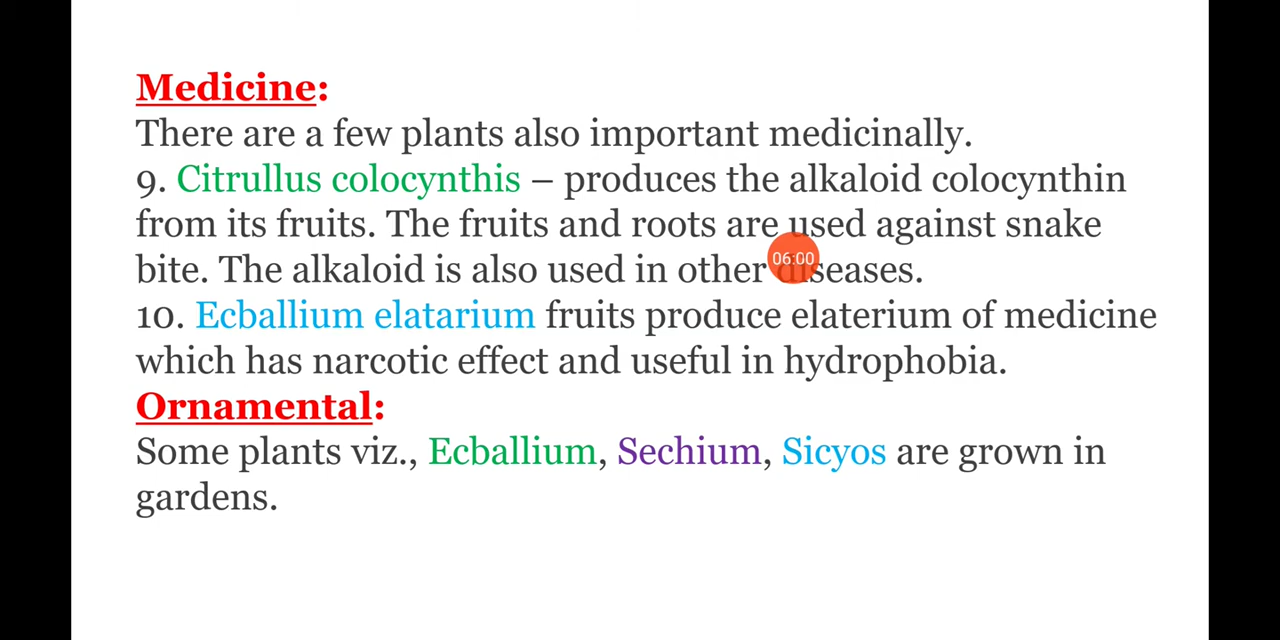 Medicine:
There are a few plants also important medicinally.
9. Citrullus colocynthis – produces the alkaloid colocynthin
from its fruits. The fruits and roots are used against snake
bite. The alkaloid is also used in other diseases.
06:00
10. Ecballium elatarium fruits produce elaterium of medicine
which has narcotic effect and useful in hydrophobia.
Ornamental:
Some plants viz., Ecballium, Sechium, Sicyos are grown in
gardens.